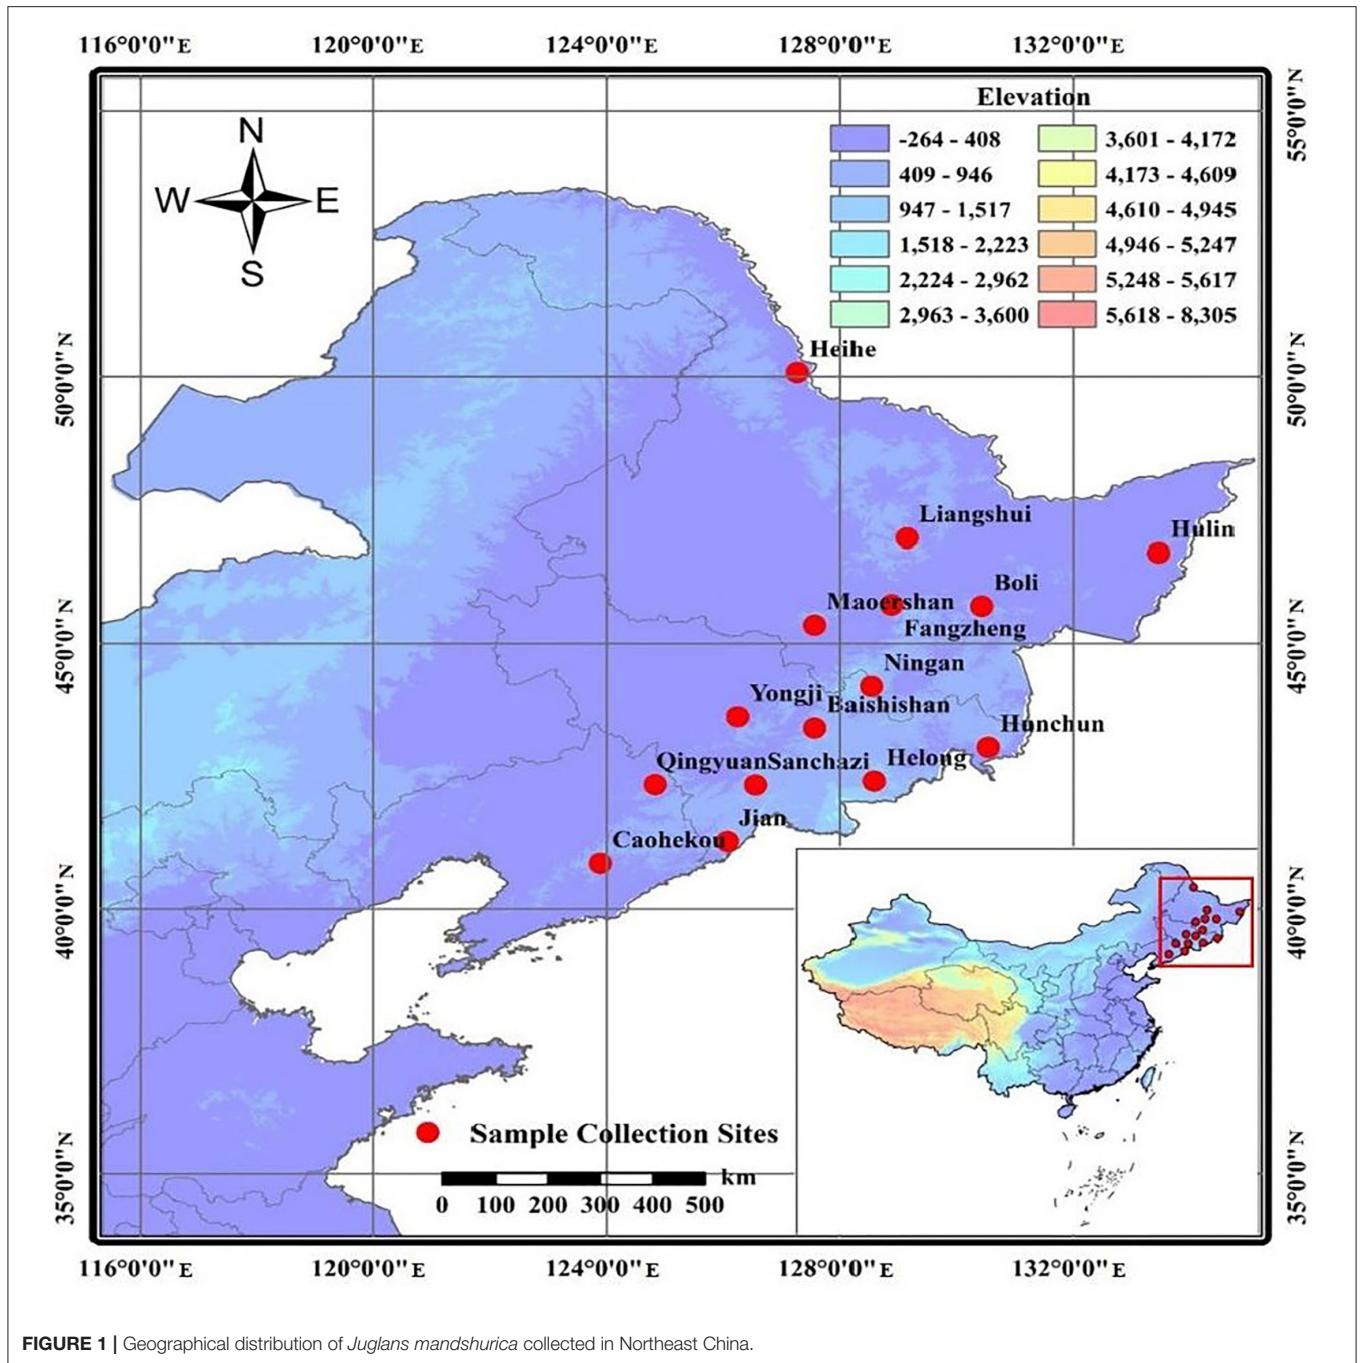 116°0'0"E 120°0'0"E 124°0'0"E 128°0'0"E 132°0'0"E
55°0'0"N
Elevation
-264 - 408 3,601 - 4,172
409 - 946 4,173 - 4,609
947 - 1,517 4,610 - 4,945
1,518 - 2,223 4,946 - 5,247
2,224 - 2,962 5,248 - 5,617
2,963 - 3,600 5,618 - 8,305
N
W E
S
Heihe
50°0'0"N 50°0'0"N
Liangshui
Hulin
Boli
Maoershan
Fangzheng
45°0'0"N 45°0'0"N
Ningan
Yongji
Baishishan
Hunchun
Qingyuan Sanchazi Helong
Jian
Caohekou
40°0'0"N 40°0'0"N
Sample Collection Sites
km
0 100 200 300 400 500
35°0'0"N 35°0'0"N
116°0'0"E 120°0'0"E 124°0'0"E 128°0'0"E 132°0'0"E
FIGURE 1 | Geographical distribution of Juglans mandshurica collected in Northeast China.